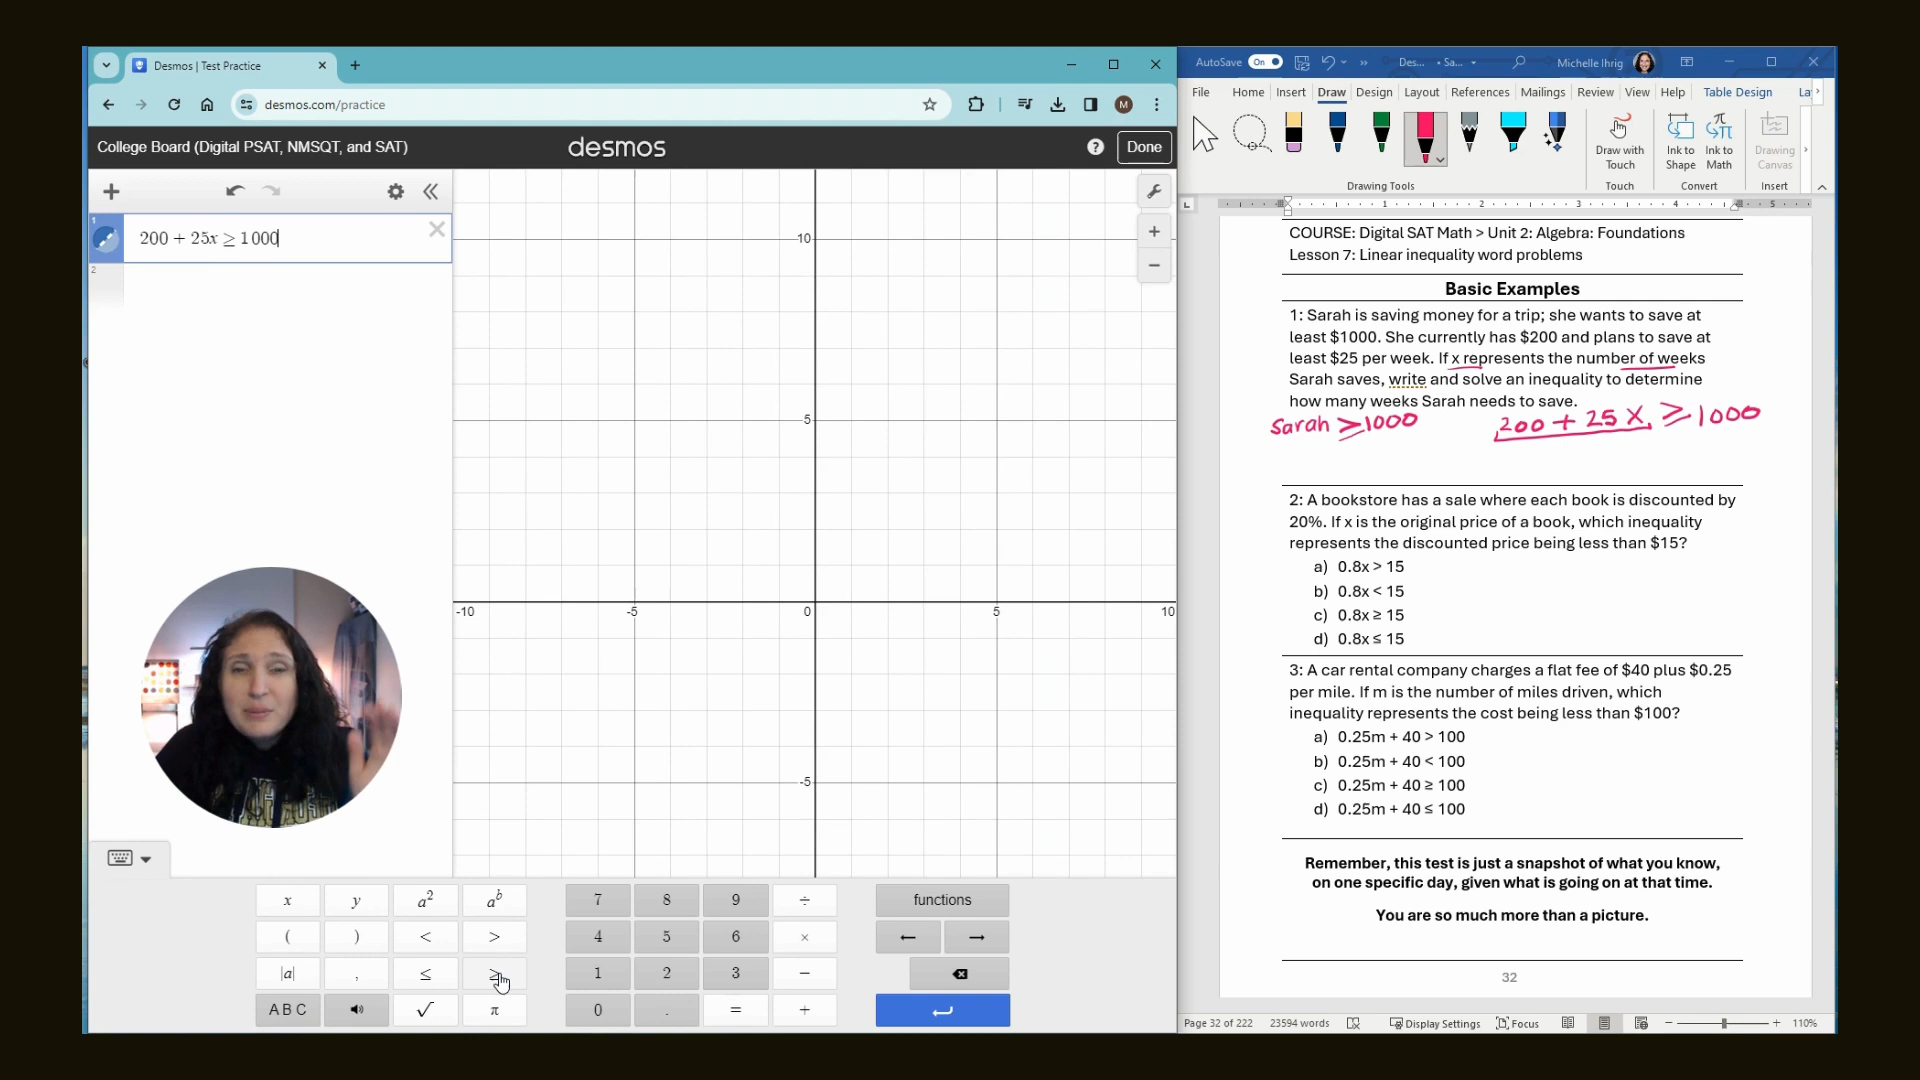 Desmos | Test Practice
desmos.com/practice
M
College Board (Digital PSAT, NMSQT, and SAT)
desmos
Done
1
200 + 25x ≥ 1000
2
10
5
-10
-5
0
5
10
-5
x
y
a²
aᵇ
7
8
9
÷
functions
(
)
<
>
4
5
6
×
←
→
|a|
,
≤
≥
1
2
3
−
A B C
√
π
0
.
=
+
AutoSave
On
Des...
• Sa...
Michelle Ihrig
File
Home
Insert
Draw
Design
Layout
References
Mailings
Review
View
Help
Table Design
La
Draw with Touch
Ink to Shape
Ink to Math
Drawing Canvas
Drawing Tools
Touch
Convert
Insert
1
2
3
4
5
COURSE: Digital SAT Math > Unit 2: Algebra: Foundations
Lesson 7: Linear inequality word problems
Basic Examples
1: Sarah is saving money for a trip; she wants to save at
least $1000. She currently has $200 and plans to save at
least $25 per week. If x represents the number of weeks
Sarah saves, write and solve an inequality to determine
how many weeks Sarah needs to save.
Sarah ≥ 1000
200 + 25 X ≥ 1000
2: A bookstore has a sale where each book is discounted by
20%. If x is the original price of a book, which inequality
represents the discounted price being less than $15?
a) 0.8x > 15
b) 0.8x < 15
c) 0.8x ≥ 15
d) 0.8x ≤ 15
3: A car rental company charges a flat fee of $40 plus $0.25
per mile. If m is the number of miles driven, which
inequality represents the cost being less than $100?
a) 0.25m + 40 > 100
b) 0.25m + 40 < 100
c) 0.25m + 40 ≥ 100
d) 0.25m + 40 ≤ 100
Remember, this test is just a snapshot of what you know,
on one specific day, given what is going on at that time.
You are so much more than a picture.
32
Page 32 of 222
23594 words
Display Settings
Focus
110%